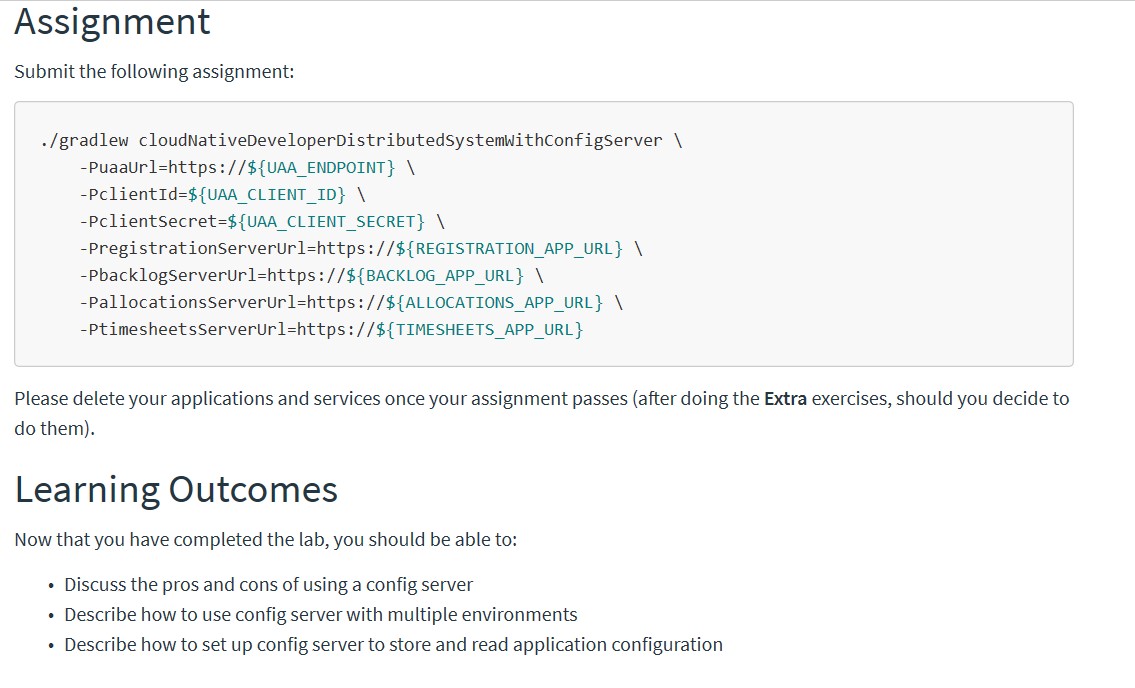 Assignment
Submit the following assignment:
./gradlew cloudNativeDeveloperDistributedSystemWithConfigServer \
-PuaaUrl=https://${UAA_ENDPOINT} \
-PclientId=${UAA_CLIENT_ID} \
-PclientSecret=${UAA_CLIENT_SECRET} \
-PregistrationServerUrl=https://${REGISTRATION_APP_URL} \
-PbacklogServerUrl=https://${BACKLOG_APP_URL} \
-PallocationsServerUrl=https://${ALLOCATIONS_APP_URL} \
-PtimesheetsServerUrl=https://${TIMESHEETS_APP_URL}
Please delete your applications and services once your assignment passes (after doing the Extra exercises, should you decide to
do them).
Learning Outcomes
Now that you have completed the lab, you should be able to:
• Discuss the pros and cons of using a config server
• Describe how to use config server with multiple environments
• Describe how to set up config server to store and read application configuration